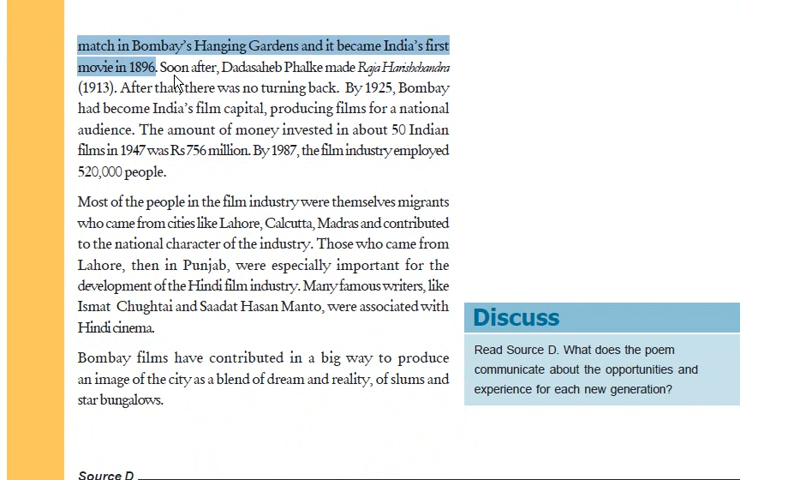 match in Bombay's Hanging Gardens and it became India's first
movie in 1896. Soon after, Dadasaheb Phalke made Raja Harishchandra
(1913). After that there was no turning back. By 1925, Bombay
had become India's film capital, producing films for a national
audience. The amount of money invested in about 50 Indian
films in 1947 was Rs 756 million. By 1987, the film industry employed
520,000 people.
Most of the people in the film industry were themselves migrants
who came from cities like Lahore, Calcutta, Madras and contributed
to the national character of the industry. Those who came from
Lahore, then in Punjab, were especially important for the
development of the Hindi film industry. Many famous writers, like
Ismat Chughtai and Saadat Hasan Manto, were associated with
Hindi cinema.
Bombay films have contributed in a big way to produce
an image of the city as a blend of dream and reality, of slums and
star bungalows.
Discuss
Read Source D. What does the poem
communicate about the opportunities and
experience for each new generation?
Source D